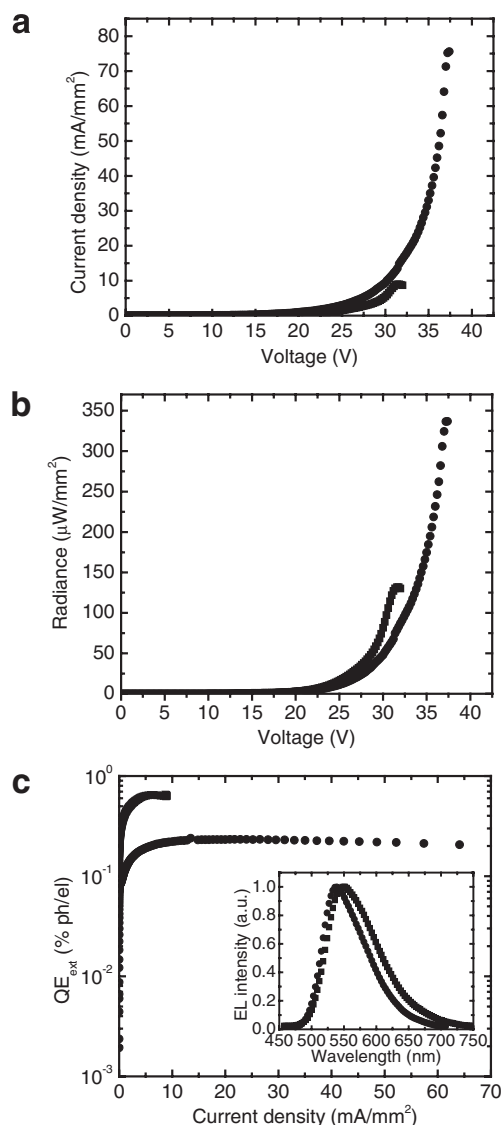 a
80
70
60
50
40
30
20
10
0
Current density (mA/mm²)
0 5 10 15 20 25 30 35 40
Voltage (V)
b
350
300
250
200
150
100
50
0
Radiance (μW/mm²)
0 5 10 15 20 25 30 35 40
Voltage (V)
c
10⁰
10⁻¹
10⁻²
10⁻³
QE_ext (% ph/el)
1.0
0.8
0.6
0.4
0.2
0.0
EL intensity (a.u.)
450 500 550 600 650 700 750
Wavelength (nm)
0 10 20 30 40 50 60 70
Current density (mA/mm²)